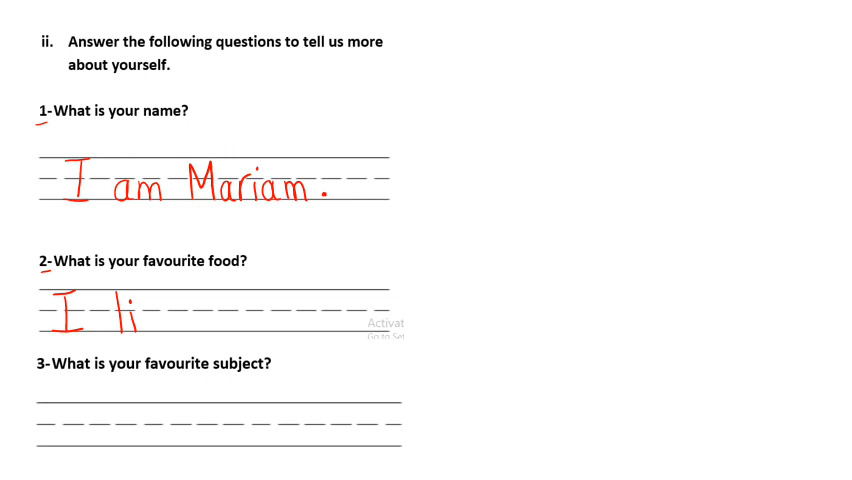 ii. Answer the following questions to tell us more
about yourself.
1-What is your name?
I am Mariam.
2-What is your favourite food?
I li
Activat
Go to Set
3-What is your favourite subject?